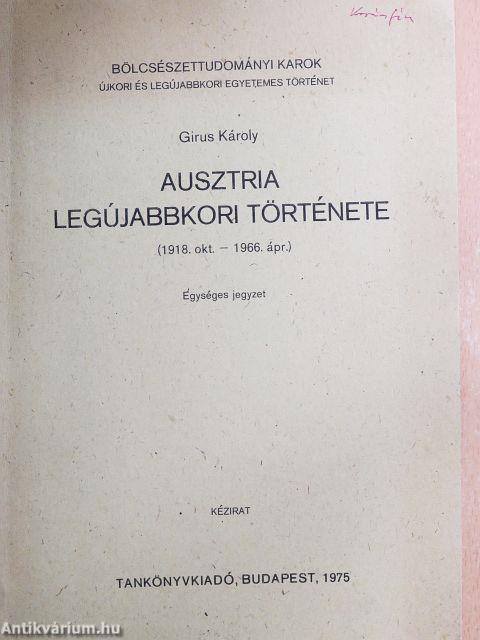 BÖLCSÉSZETTUDOMÁNYI KAROK
ÚJKORI ÉS LEGÚJABBKORI EGYETEMES TÖRTÉNET
Girus Károly
AUSZTRIA
LEGÚJABBKORI TÖRTÉNETE
(1918. okt. – 1966. ápr.)
Egységes jegyzet
KÉZIRAT
TANKÖNYVKIADÓ, BUDAPEST, 1975
Antikvárium.hu